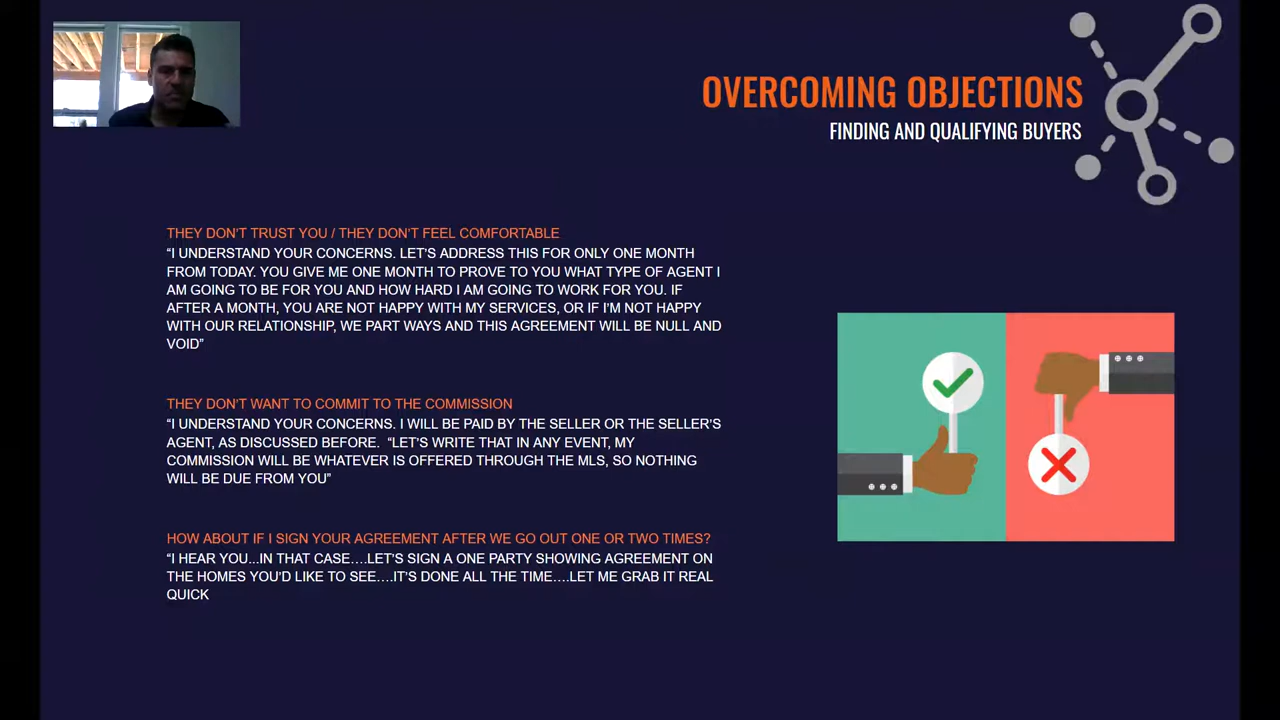 OVERCOMING OBJECTIONS
FINDING AND QUALIFYING BUYERS
THEY DON'T TRUST YOU / THEY DON'T FEEL COMFORTABLE
“I UNDERSTAND YOUR CONCERNS. LET'S ADDRESS THIS FOR ONLY ONE MONTH
FROM TODAY. YOU GIVE ME ONE MONTH TO PROVE TO YOU WHAT TYPE OF AGENT I
AM GOING TO BE FOR YOU AND HOW HARD I AM GOING TO WORK FOR YOU. IF
AFTER A MONTH, YOU ARE NOT HAPPY WITH MY SERVICES, OR IF I'M NOT HAPPY
WITH OUR RELATIONSHIP, WE PART WAYS AND THIS AGREEMENT WILL BE NULL AND
VOID”
THEY DON'T WANT TO COMMIT TO THE COMMISSION
“I UNDERSTAND YOUR CONCERNS. I WILL BE PAID BY THE SELLER OR THE SELLER'S
AGENT, AS DISCUSSED BEFORE. “LET'S WRITE THAT IN ANY EVENT, MY
COMMISSION WILL BE WHATEVER IS OFFERED THROUGH THE MLS, SO NOTHING
WILL BE DUE FROM YOU”
HOW ABOUT IF I SIGN YOUR AGREEMENT AFTER WE GO OUT ONE OR TWO TIMES?
“I HEAR YOU...IN THAT CASE….LET'S SIGN A ONE PARTY SHOWING AGREEMENT ON
THE HOMES YOU'D LIKE TO SEE….IT'S DONE ALL THE TIME….LET ME GRAB IT REAL
QUICK